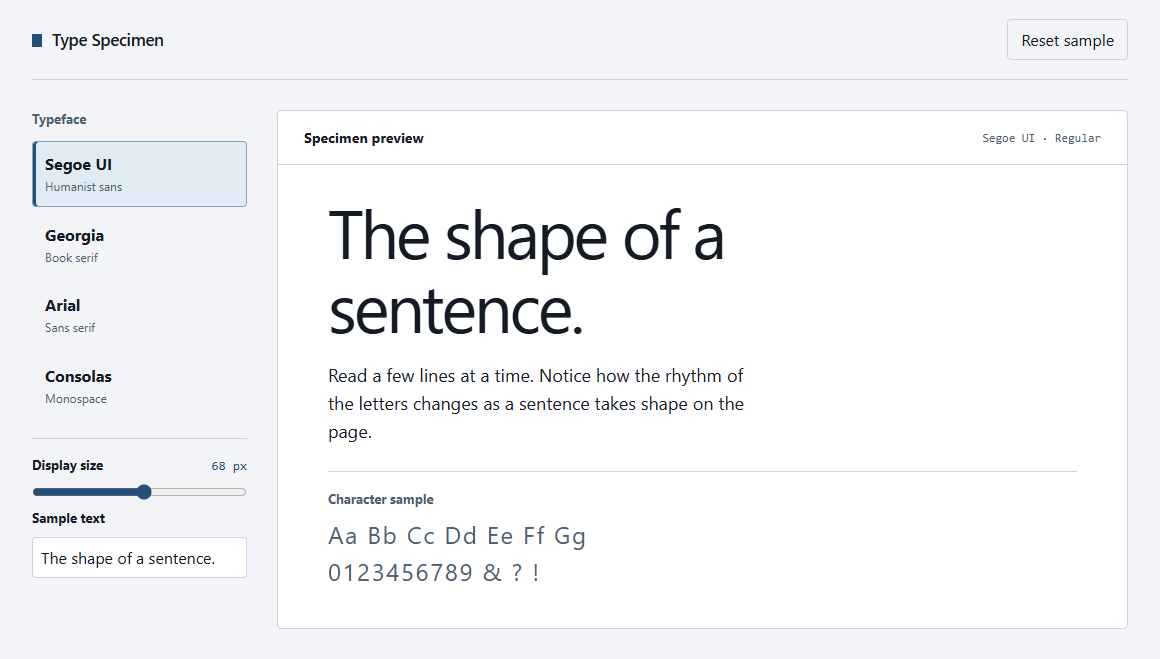 Type Specimen
Reset sample
Typeface
Segoe UI
Humanist sans
Georgia
Book serif
Arial
Sans serif
Consolas
Monospace
Display size
68 px
Sample text
The shape of a sentence.
Specimen preview
Segoe UI · Regular
The shape of a
sentence.
Read a few lines at a time. Notice how the rhythm of
the letters changes as a sentence takes shape on the
page.
Character sample
Aa Bb Cc Dd Ee Ff Gg
0123456789 & ? !